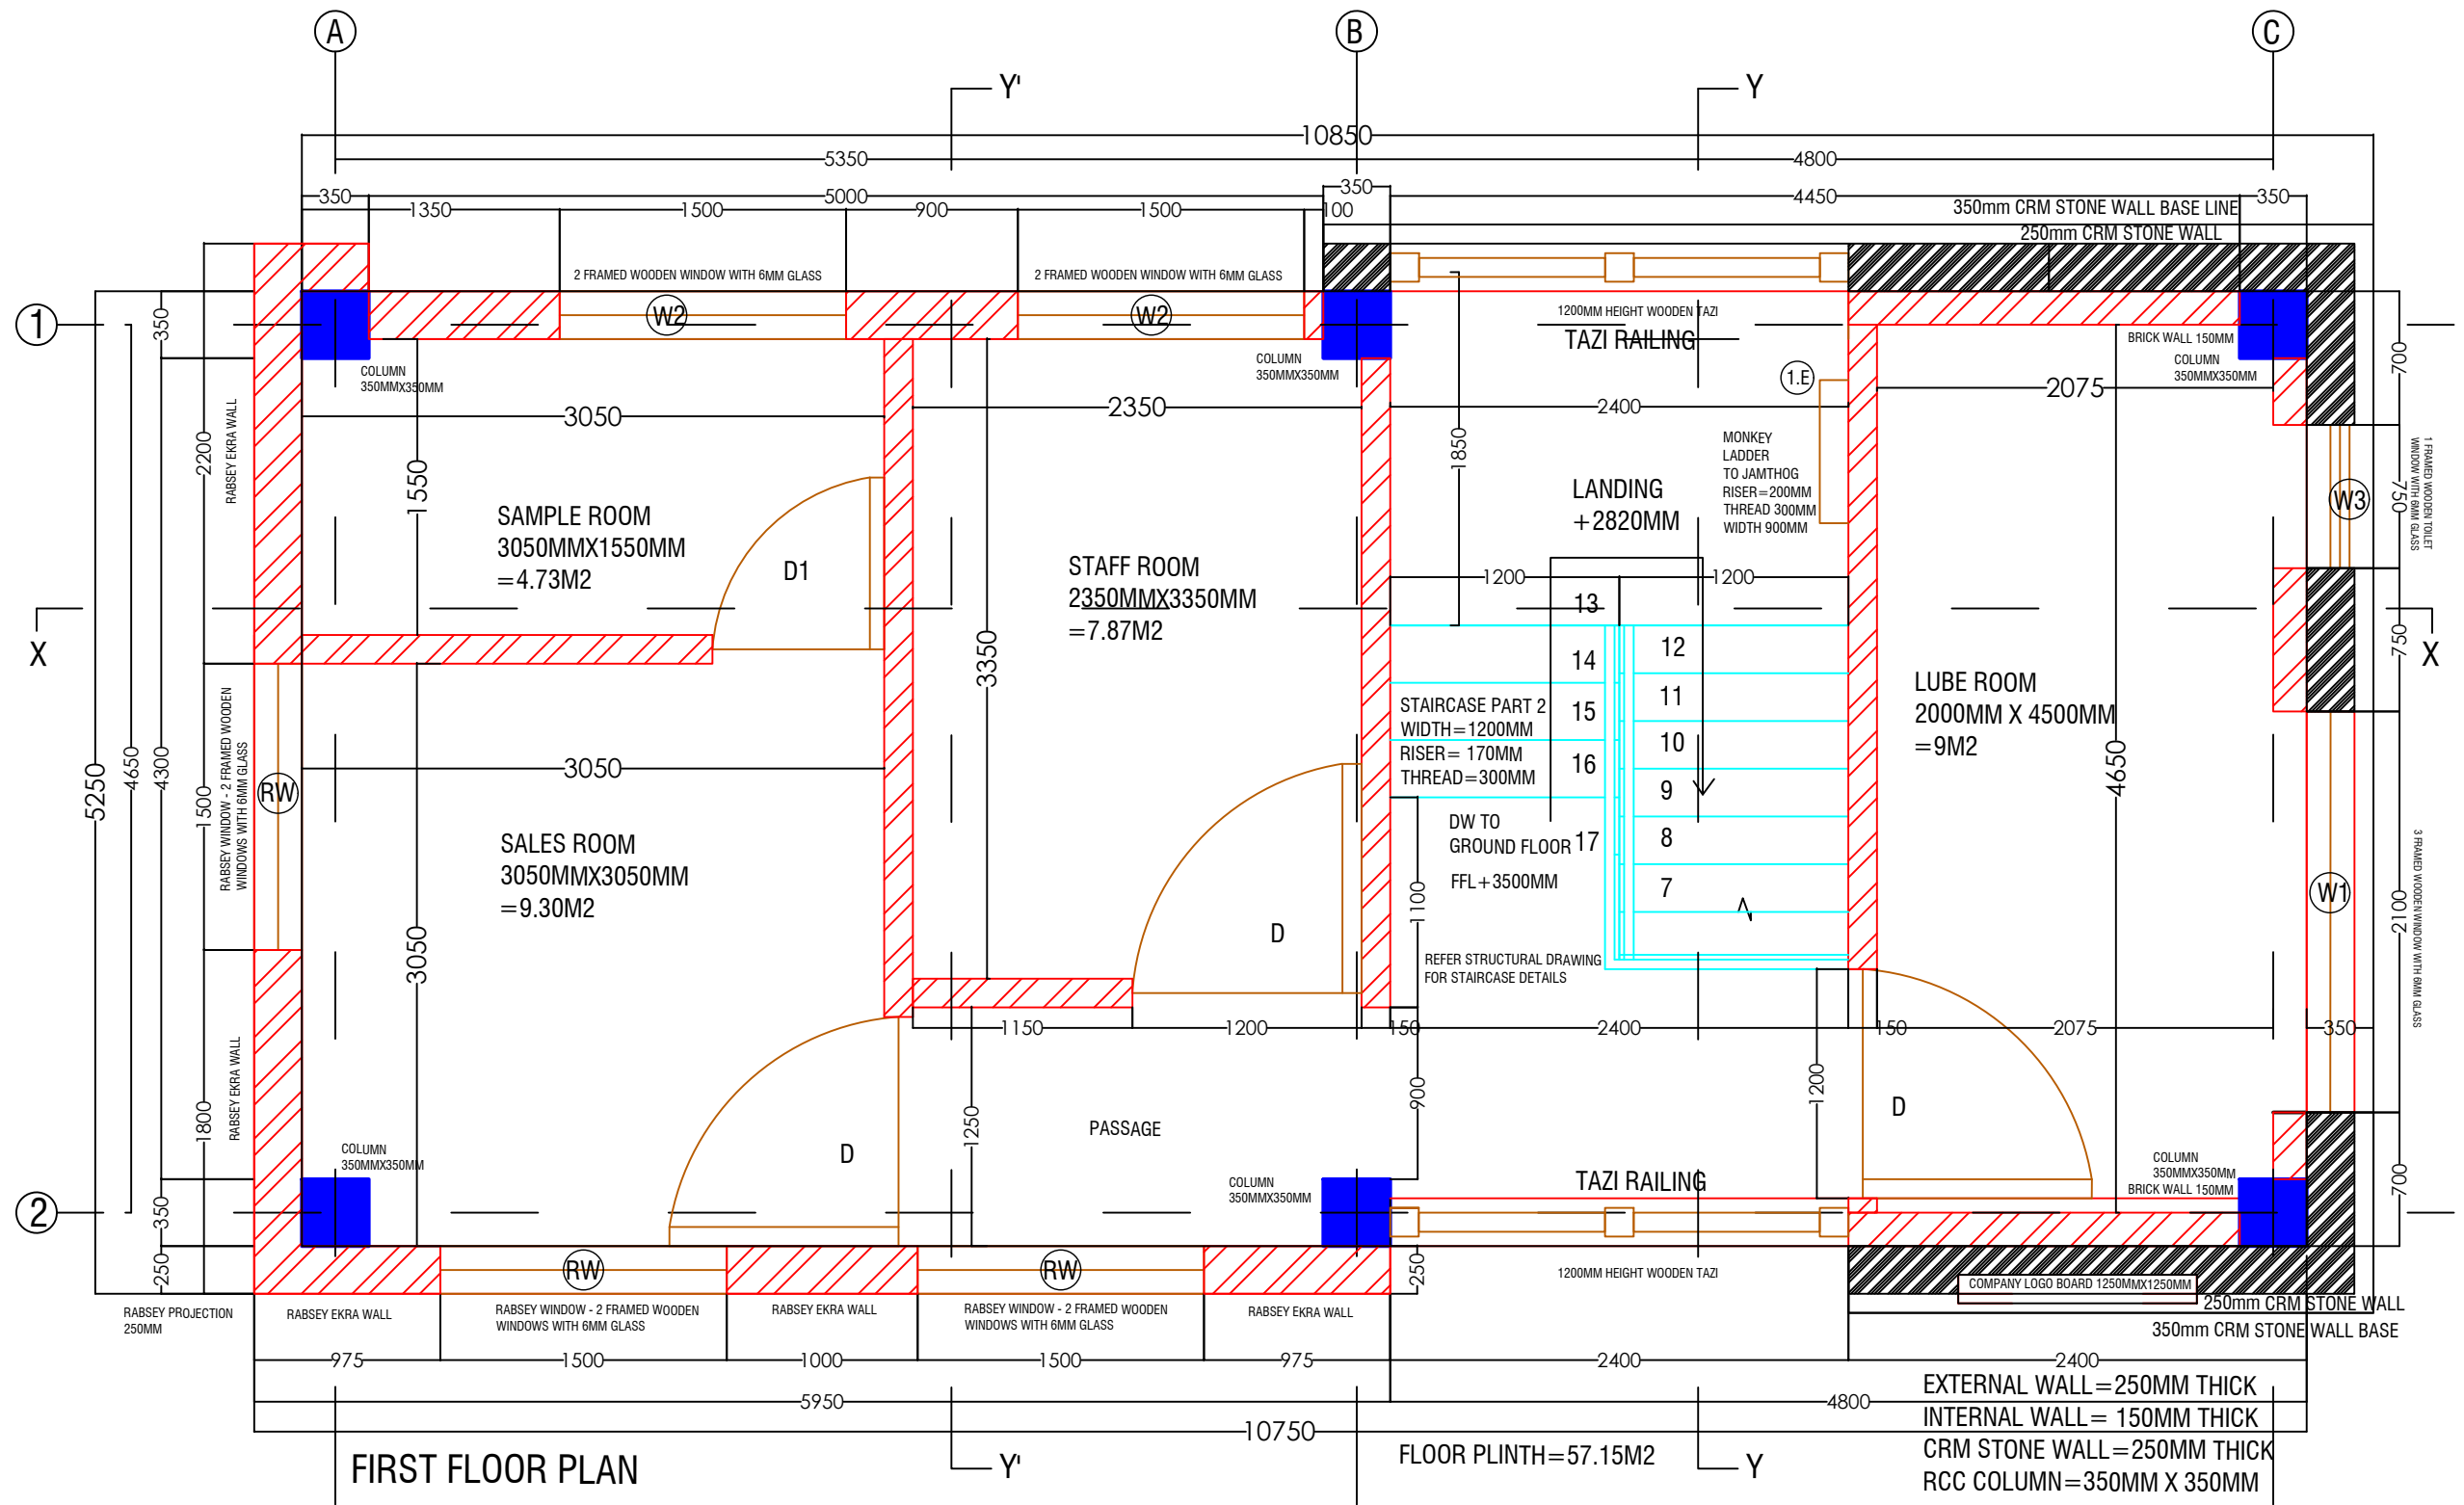 A
B
C
Y'
Y
10850
5350
4800
350
5000
350
4450
350
1350
1500
900
1500
100
350mm CRM STONE WALL BASE LINE
250mm CRM STONE WALL
2 FRAMED WOODEN WINDOW WITH 6MM GLASS
2 FRAMED WOODEN WINDOW WITH 6MM GLASS
W2
W2
1
350
1200MM HEIGHT WOODEN TAZI
TAZI RAILING
BRICK WALL 150MM
COLUMN
350MMX350MM
COLUMN
350MMX350MM
COLUMN
350MMX350MM
700
1.E
3050
2350
2400
2075
2200
RABSEY EKRA WALL
1550
1850
MONKEY
LADDER
TO JAMTHOG
RISER=200MM
THREAD 300MM
WIDTH 900MM
LANDING
+2820MM
SAMPLE ROOM
3050MMX1550MM
=4.73M2
D1
STAFF ROOM
2350MMX3350MM
=7.87M2
W3
750
1 FRAMED WOODEN TOILET
WINDOW WITH 6MM GLASS
1200
1200
13
X
X
750
3350
14
12
15
11
16
10
9
17
8
7
STAIRCASE PART 2
WIDTH=1200MM
RISER= 170MM
THREAD=300MM
LUBE ROOM
2000MM X 4500MM
=9M2
4650
5250
4650
4300
1500
RABSEY WINDOW - 2 FRAMED WOODEN
WINDOWS WITH 6MM GLASS
RW
3050
SALES ROOM
3050MMX3050MM
=9.30M2
DW TO
GROUND FLOOR
FFL+3500MM
W1
2100
3 FRAMED WOODEN WINDOW WITH 6MM GLASS
3050
D
1100
REFER STRUCTURAL DRAWING
FOR STAIRCASE DETAILS
1150
1200
150
2400
150
2075
350
1800
RABSEY EKRA WALL
1250
900
1200
PASSAGE
D
D
COLUMN
350MMX350MM
COLUMN
350MMX350MM
TAZI RAILING
COLUMN
350MMX350MM
BRICK WALL 150MM
700
2
350
250
RW
RW
250
1200MM HEIGHT WOODEN TAZI
COMPANY LOGO BOARD 1250MMX1250MM
RABSEY PROJECTION
250MM
RABSEY EKRA WALL
RABSEY WINDOW - 2 FRAMED WOODEN
WINDOWS WITH 6MM GLASS
RABSEY EKRA WALL
RABSEY WINDOW - 2 FRAMED WOODEN
WINDOWS WITH 6MM GLASS
RABSEY EKRA WALL
250mm CRM STONE WALL
350mm CRM STONE WALL BASE
975
1500
1000
1500
975
2400
2400
5950
4800
10750
EXTERNAL WALL=250MM THICK
INTERNAL WALL= 150MM THICK
CRM STONE WALL=250MM THICK
RCC COLUMN=350MM X 350MM
FIRST FLOOR PLAN
Y'
FLOOR PLINTH=57.15M2
Y